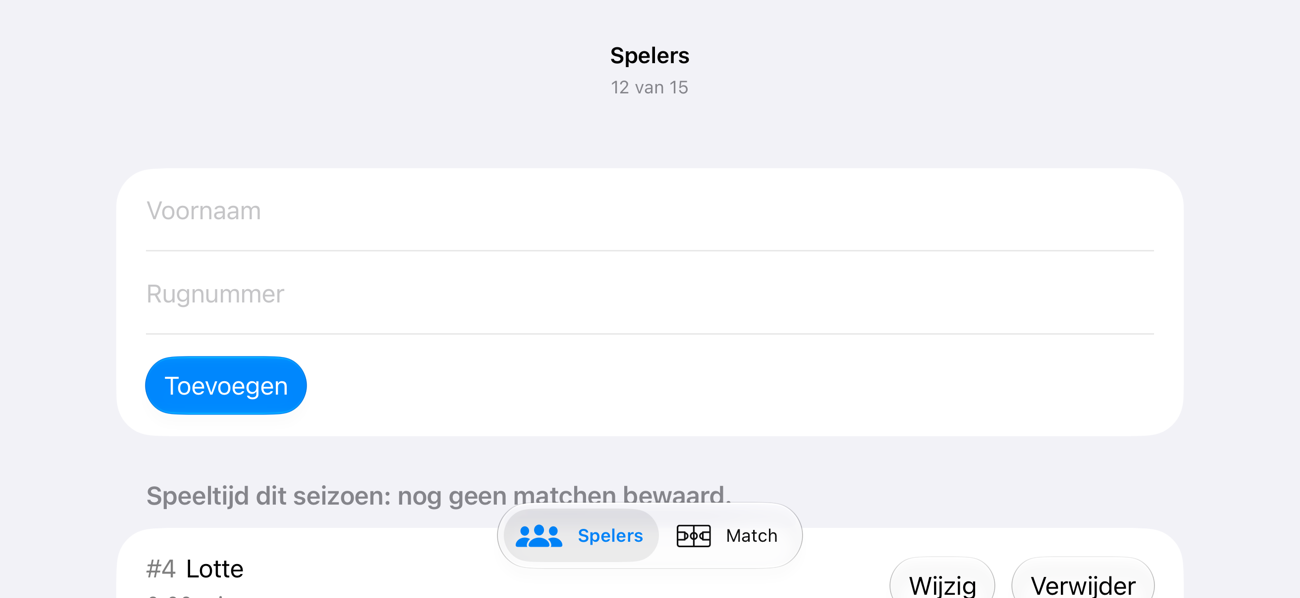 Spelers
12 van 15
Voornaam
Rugnummer
Toevoegen
Speeltijd dit seizoen: nog geen matchen bewaard.
Spelers
Match
#4 Lotte
Wijzig
Verwijder